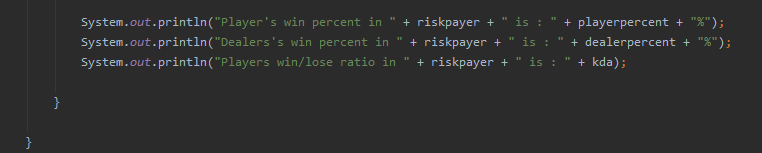 System.out.println("Player's win percent in " + riskpayer + " is : " + playerpercent + "%");
System.out.println("Dealers's win percent in " + riskpayer + " is : " + dealerpercent + "%");
System.out.println("Players win/lose ratio in " + riskpayer + " is : " + kda);
}
}